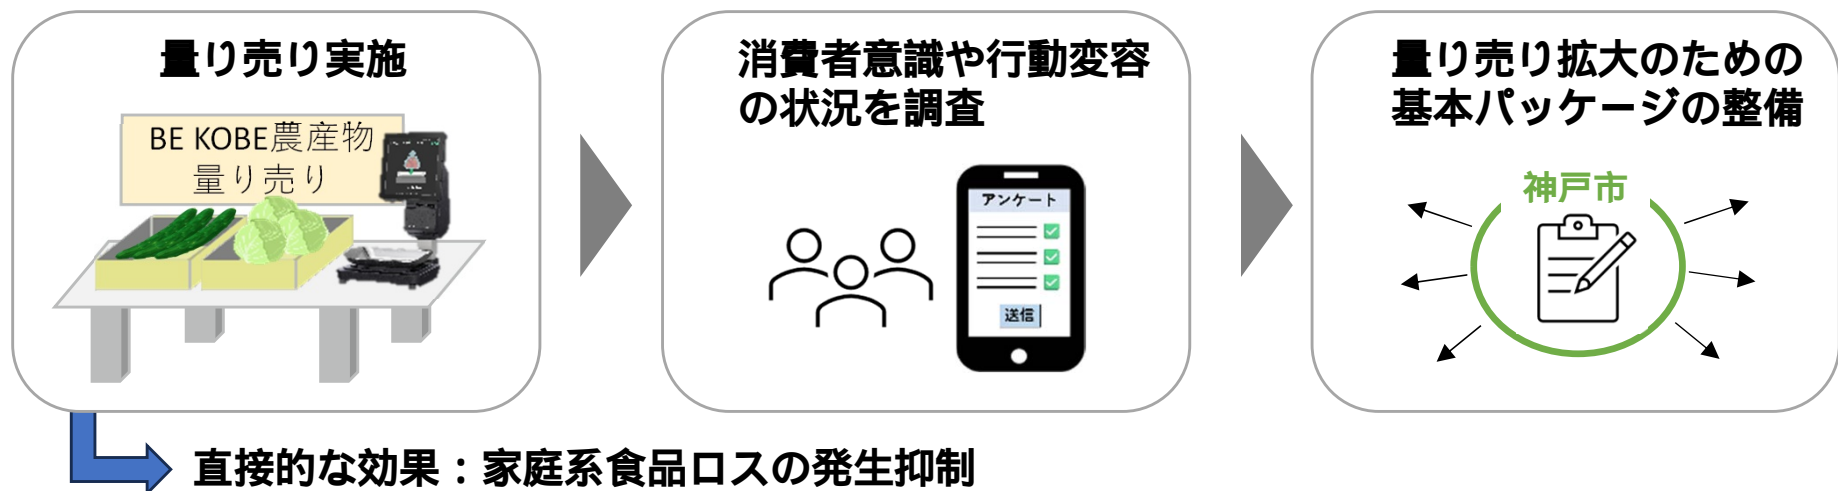 量り売り実施
BE KOBE農産物
量り売り
消費者意識や行動変容
の状況を調査
アンケート
送信
量り売り拡大のための
基本パッケージの整備
神戸市
直接的な効果：家庭系食品ロスの発生抑制